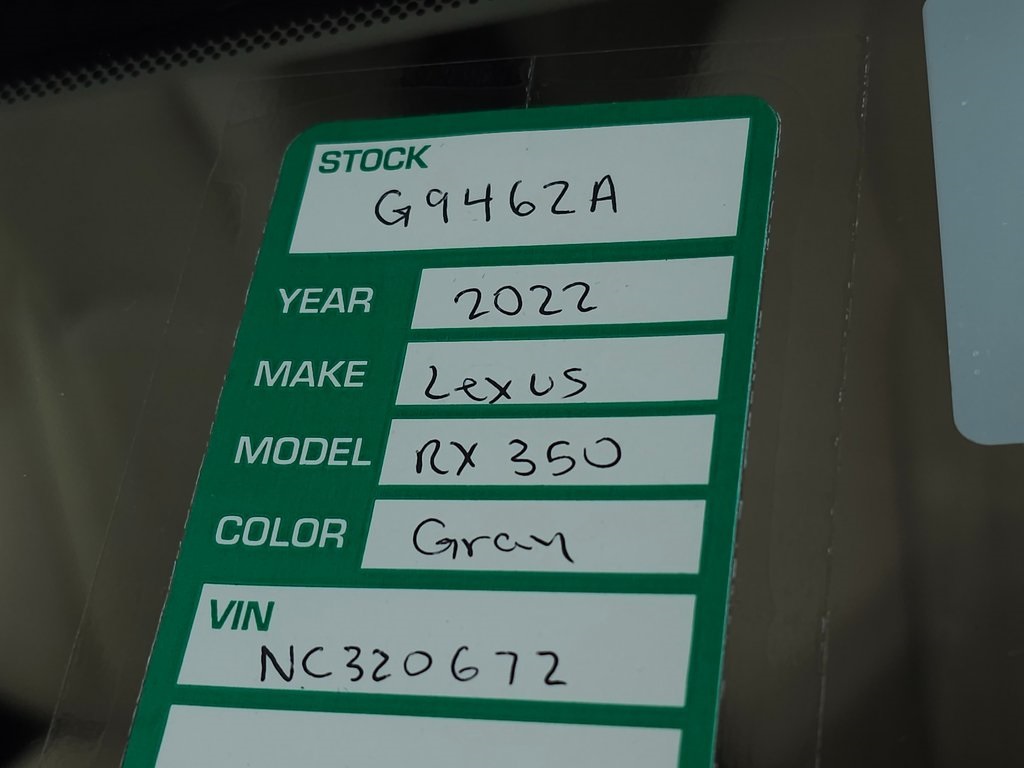 STOCK
G9462A
YEAR 2022
MAKE Lexus
MODEL RX 350
COLOR Gray
VIN
NC320672